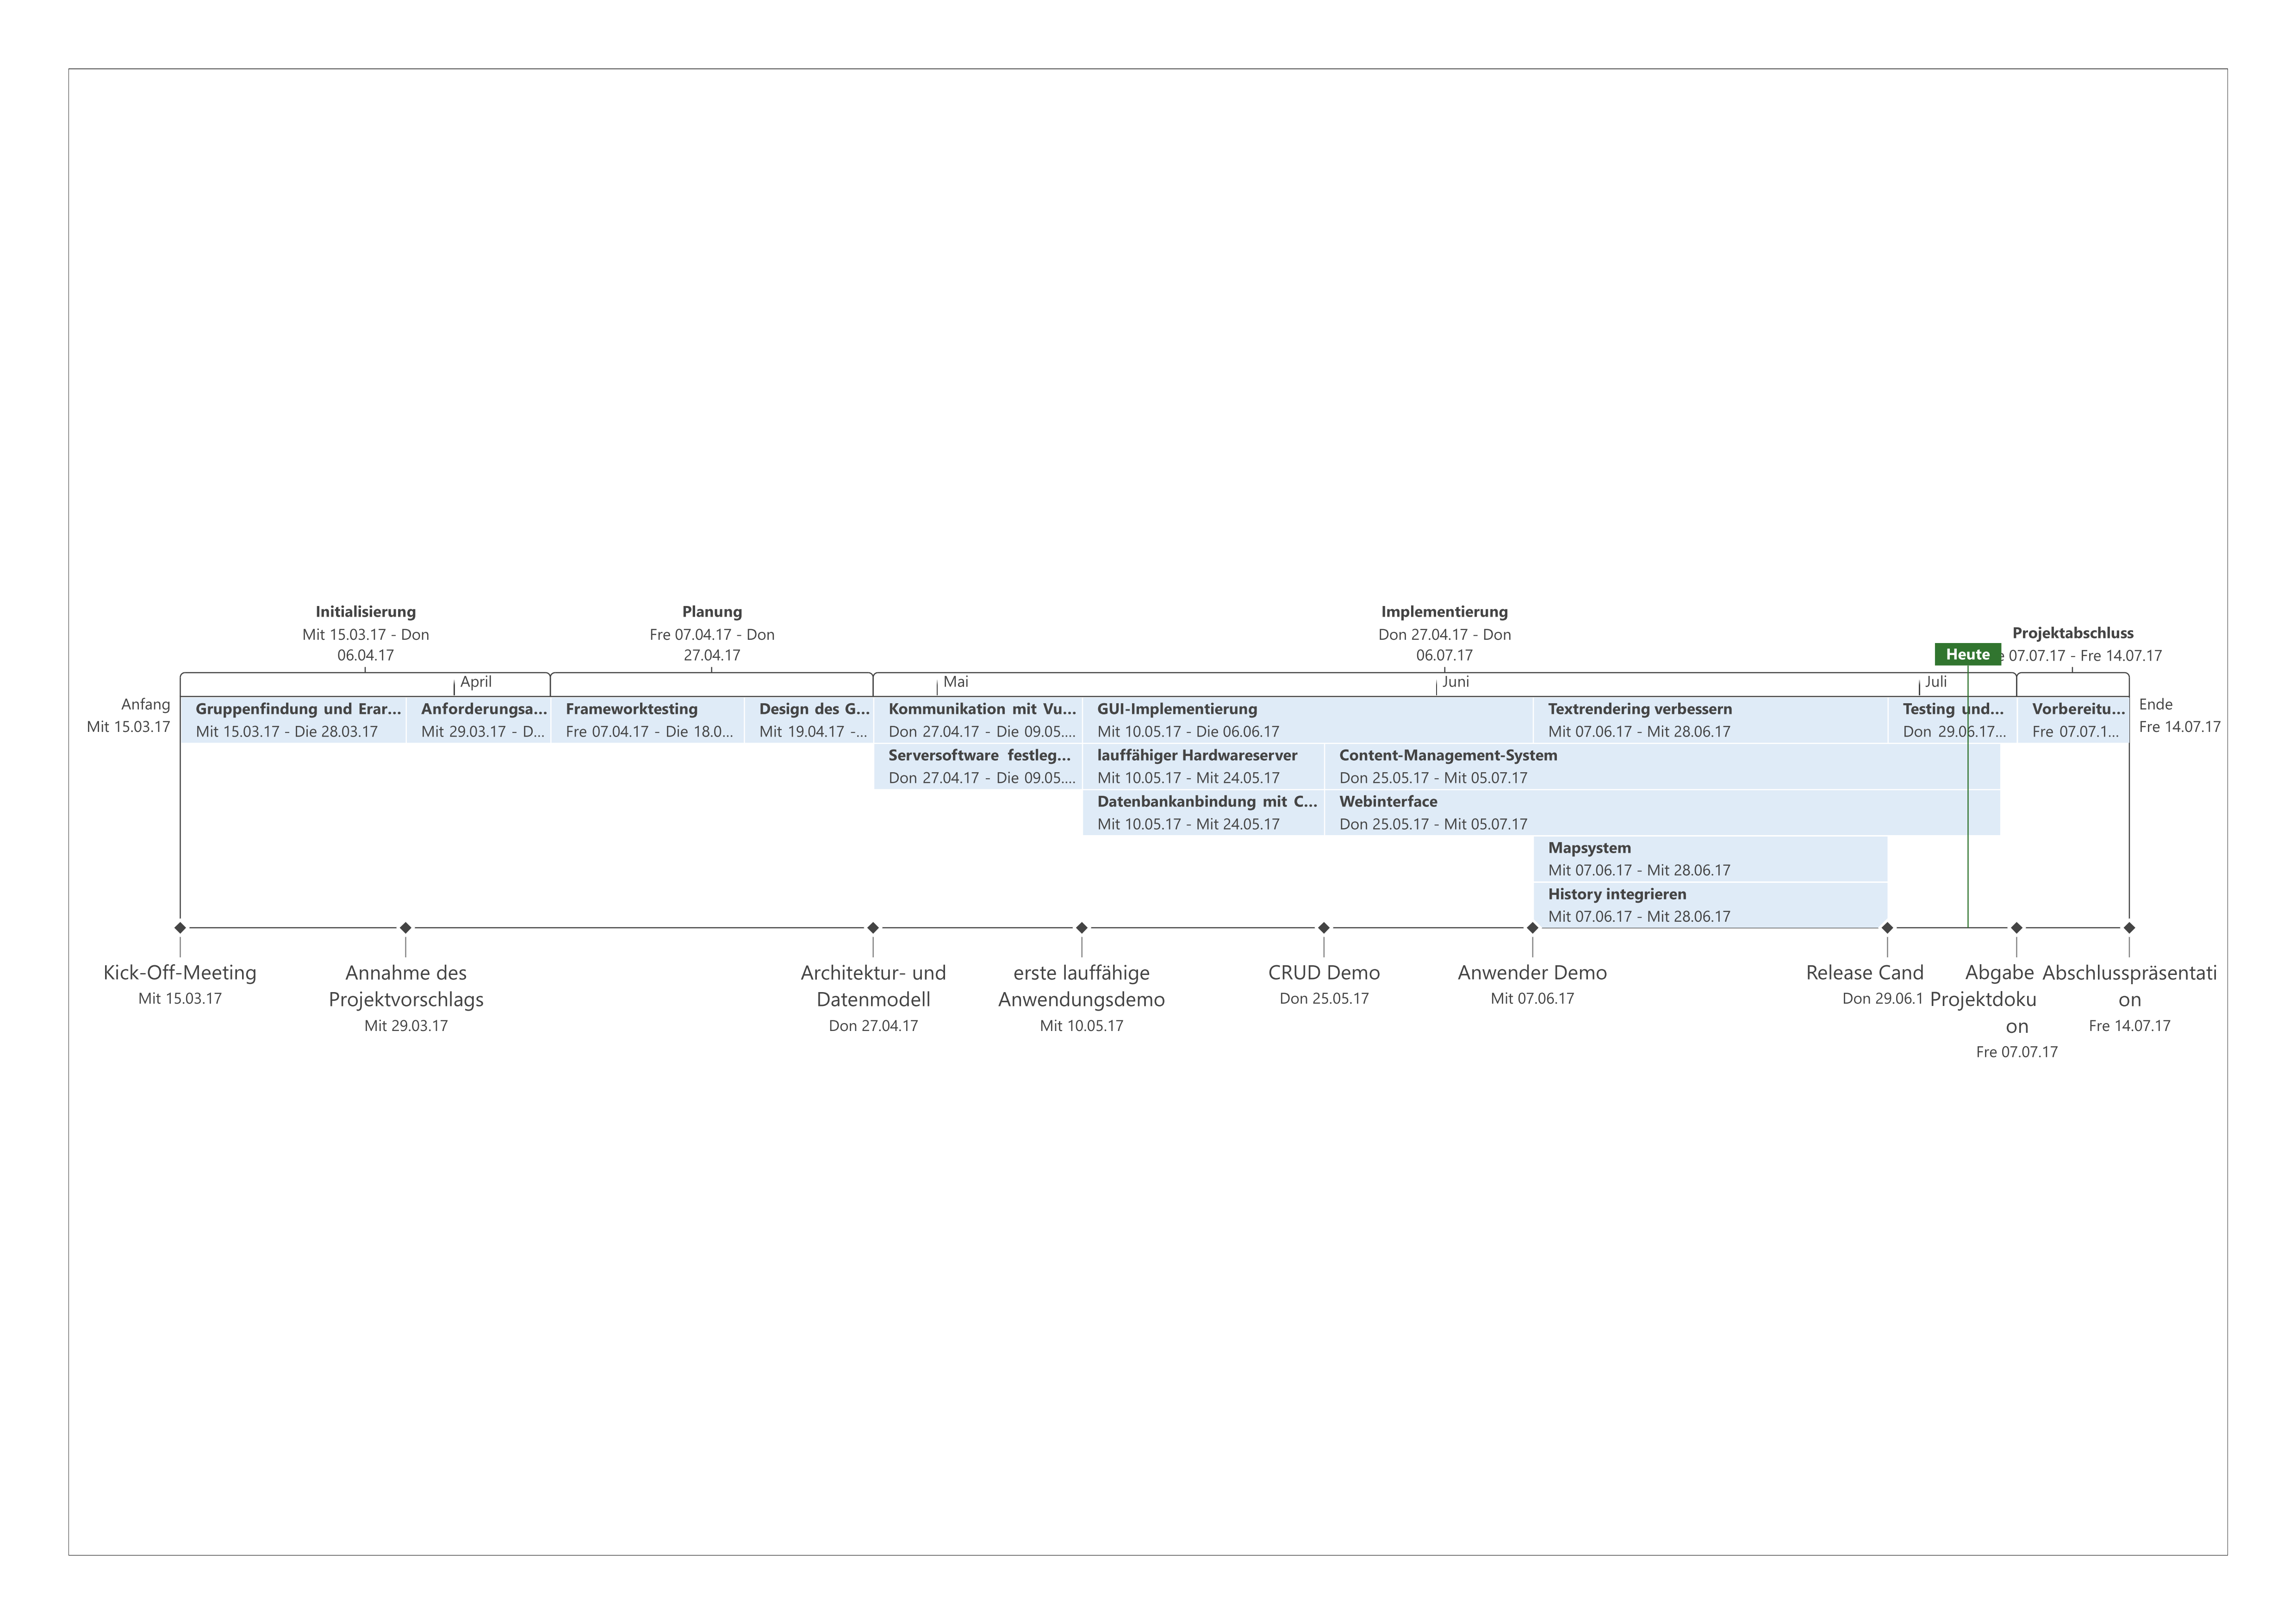 Initialisierung
Mit 15.03.17 - Don
06.04.17
Planung
Fre 07.04.17 - Don
27.04.17
Implementierung
Don 27.04.17 - Don
06.07.17
Projektabschluss
07.07.17 - Fre 14.07.17
Heute
April
Mai
Juni
Juli
Anfang
Mit 15.03.17
Ende
Fre 14.07.17
Gruppenfindung und Erar...
Mit 15.03.17 - Die 28.03.17
Anforderungsa...
Mit 29.03.17 - D...
Frameworktesting
Fre 07.04.17 - Die 18.0...
Design des G...
Mit 19.04.17 -...
Kommunikation mit Vu...
Don 27.04.17 - Die 09.05....
GUI-Implementierung
Mit 10.05.17 - Die 06.06.17
Textrendering verbessern
Mit 07.06.17 - Mit 28.06.17
Testing und...
Don 29.06.17...
Vorbereitu...
Fre 07.07.1...
Serversoftware festleg...
Don 27.04.17 - Die 09.05....
lauffähiger Hardwareserver
Mit 10.05.17 - Mit 24.05.17
Content-Management-System
Don 25.05.17 - Mit 05.07.17
Datenbankanbindung mit C...
Mit 10.05.17 - Mit 24.05.17
Webinterface
Don 25.05.17 - Mit 05.07.17
Mapsystem
Mit 07.06.17 - Mit 28.06.17
History integrieren
Mit 07.06.17 - Mit 28.06.17
Kick-Off-Meeting
Mit 15.03.17
Annahme des
Projektvorschlags
Mit 29.03.17
Architektur- und
Datenmodell
Don 27.04.17
erste lauffähige
Anwendungsdemo
Mit 10.05.17
CRUD Demo
Don 25.05.17
Anwender Demo
Mit 07.06.17
Release Cand
Don 29.06.1
Abgabe
Projektdoku
on
Fre 07.07.17
Abschlusspräsentati
on
Fre 14.07.17